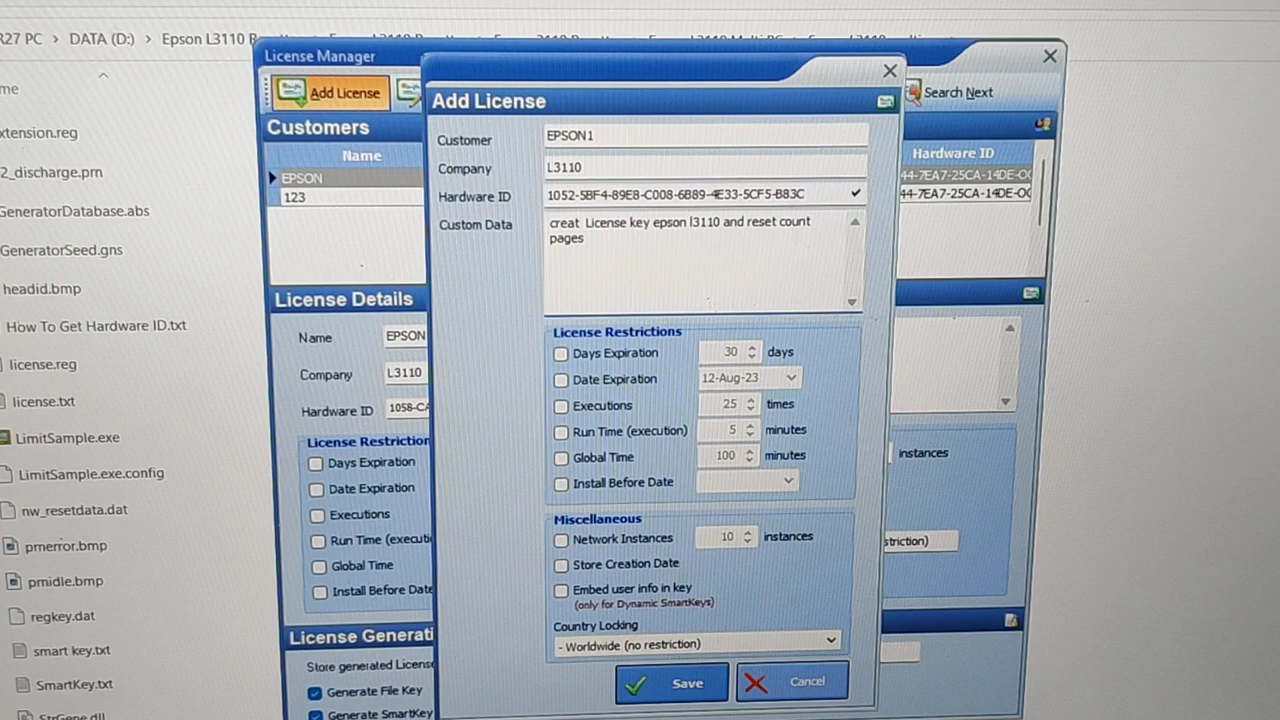 R27 PC > DATA (D:) > Epson L3110
License Manager
me
xtension.reg
2_discharge.prn
GeneratorDatabase.abs
GeneratorSeed.gns
headid.bmp
How To Get Hardware ID.txt
license.reg
license.txt
LimitSample.exe
LimitSample.exe.config
nw_resetdata.dat
prnerror.bmp
prnidle.bmp
regkey.dat
smart key.txt
SmartKey.txt
StrGene.dll
Add License
Search Next
Customers
Name
Hardware ID
EPSON
44-7EA7-25CA-14DE-
123
44-7EA7-25CA-14DE-
License Details
Name EPSON
Company L3110
Hardware ID 1058-CA
License Restriction
Days Expiration
Date Expiration
Executions
Run Time (executi
Global Time
Install Before Date
instances
striction)
License Generati
Store generated License
Generate File Key
Generate SmartKey
Add License
Customer EPSON1
Company L3110
Hardware ID 1052-5BF4-89E8-C008-6B89-4E33-5CF5-B83C
Custom Data creat License key epson l3110 and reset count
pages
License Restrictions
Days Expiration 30 days
Date Expiration 12-Aug-23
Executions 25 times
Run Time (execution) 5 minutes
Global Time 100 minutes
Install Before Date
Miscellaneous
Network Instances 10 instances
Store Creation Date
Embed user info in key
(only for Dynamic SmartKeys)
Country Locking
- Worldwide (no restriction)
Save Cancel